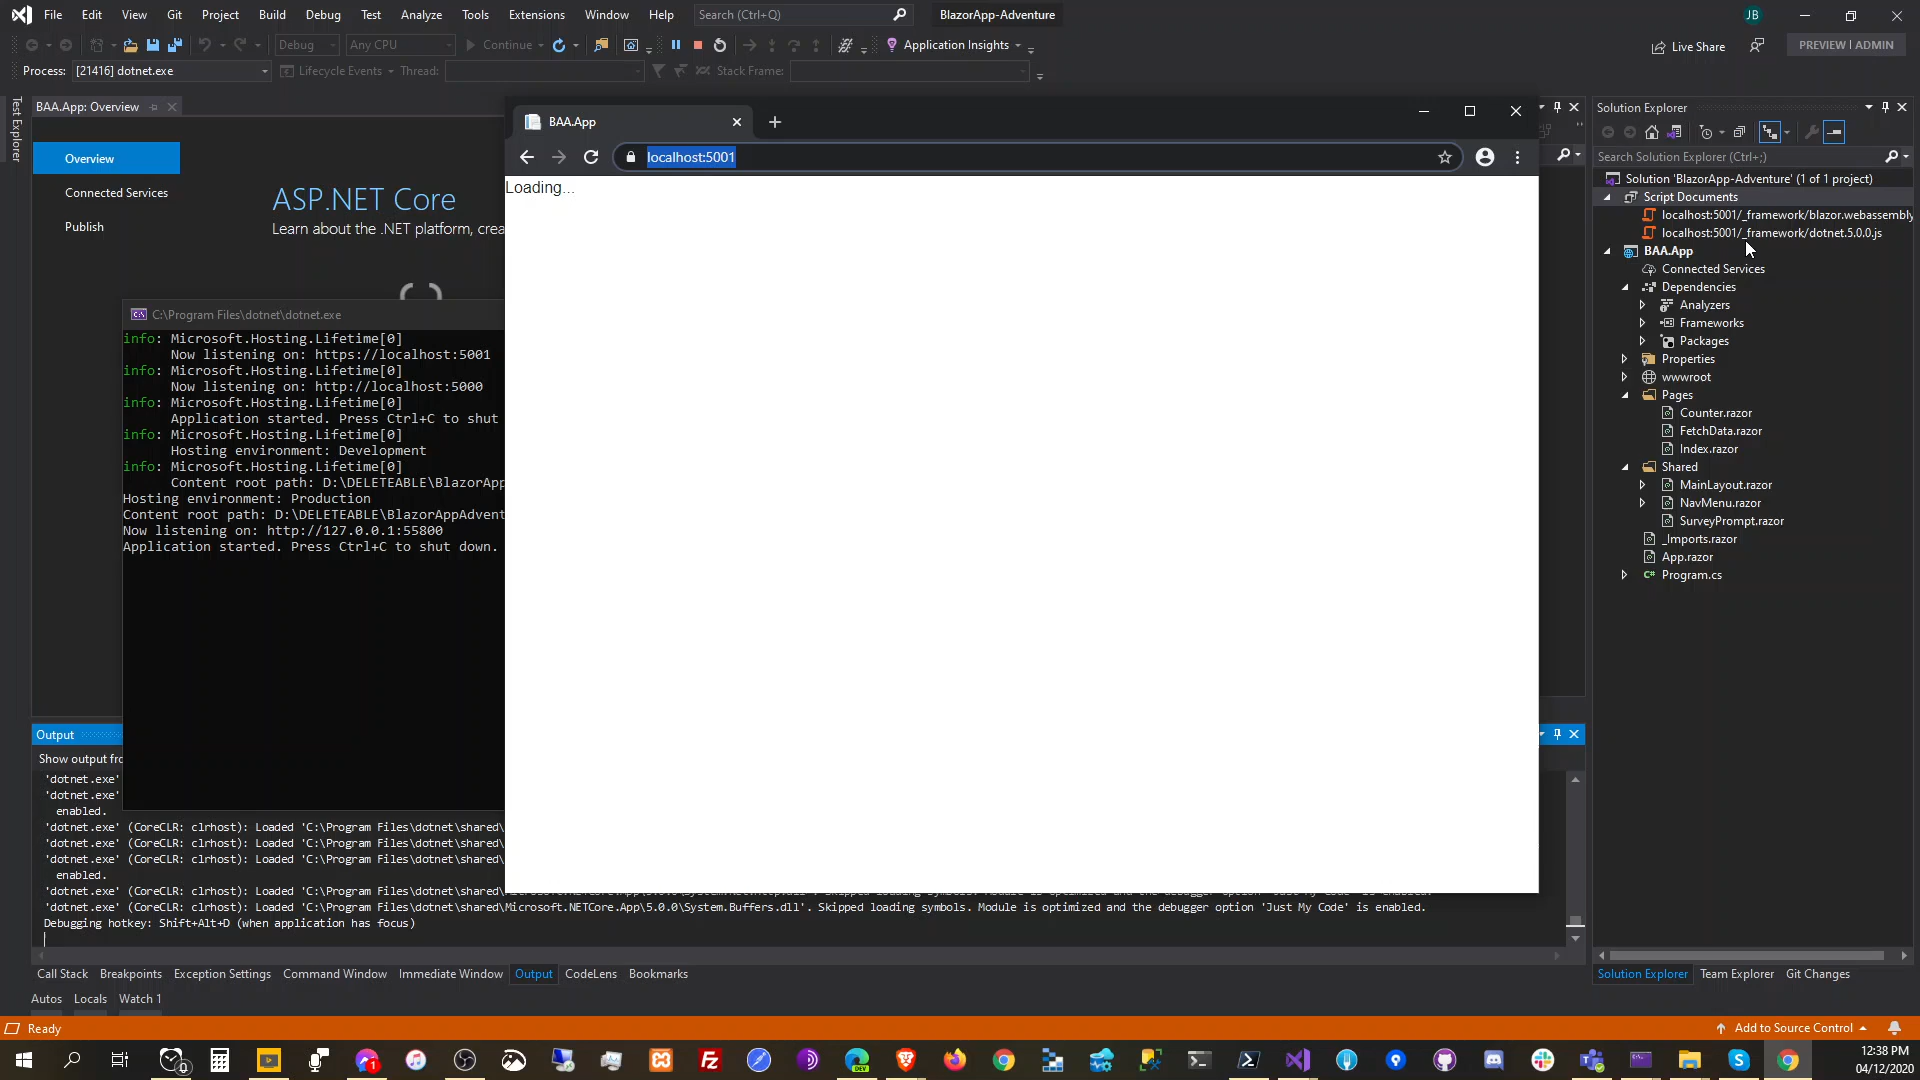 File Edit View Git Project Build Debug Test Analyze Tools Extensions Window Help Search (Ctrl+Q) BlazorApp-Adventure JB
Debug Any CPU Continue Application Insights Live Share PREVIEW | ADMIN
Process: [21416] dotnet.exe Lifecycle Events Thread: Stack Frame:
Test Explorer
BAA.App: Overview
Overview
Connected Services
Publish
ASP.NET Core
Learn about the .NET platform, crea
C:\Program Files\dotnet\dotnet.exe
info: Microsoft.Hosting.Lifetime[0]
Now listening on: https://localhost:5001
info: Microsoft.Hosting.Lifetime[0]
Now listening on: http://localhost:5000
info: Microsoft.Hosting.Lifetime[0]
Application started. Press Ctrl+C to shut
info: Microsoft.Hosting.Lifetime[0]
Hosting environment: Development
info: Microsoft.Hosting.Lifetime[0]
Content root path: D:\DELETEABLE\BlazorApp
Hosting environment: Production
Content root path: D:\DELETEABLE\BlazorAppAdvent
Now listening on: http://127.0.0.1:55800
Application started. Press Ctrl+C to shut down.
BAA.App
localhost:5001
Loading...
Solution Explorer
Search Solution Explorer (Ctrl+;)
Solution 'BlazorApp-Adventure' (1 of 1 project)
Script Documents
localhost:5001/_framework/blazor.webassembly
localhost:5001/_framework/dotnet.5.0.0.js
BAA.App
Connected Services
Dependencies
Analyzers
Frameworks
Packages
Properties
wwwroot
Pages
Counter.razor
FetchData.razor
Index.razor
Shared
MainLayout.razor
NavMenu.razor
SurveyPrompt.razor
_Imports.razor
App.razor
C# Program.cs
Output
Show output fro
'dotnet.exe'
'dotnet.exe'
enabled.
'dotnet.exe' (CoreCLR: clrhost): Loaded 'C:\Program Files\dotnet\shared\
'dotnet.exe' (CoreCLR: clrhost): Loaded 'C:\Program Files\dotnet\shared\
'dotnet.exe' (CoreCLR: clrhost): Loaded 'C:\Program Files\dotnet\shared\
enabled.
'dotnet.exe' (CoreCLR: clrhost): Loaded 'C:\Program Files\dotnet\shared\
'dotnet.exe' (CoreCLR: clrhost): Loaded 'C:\Program Files\dotnet\shared\Microsoft.NETCore.App\5.0.0\System.Buffers.dll'. Skipped loading symbols. Module is optimized and the debugger option 'Just My Code' is enabled.
Debugging hotkey: Shift+Alt+D (when application has focus)
Call Stack Breakpoints Exception Settings Command Window Immediate Window Output CodeLens Bookmarks
Solution Explorer Team Explorer Git Changes
Autos Locals Watch 1
Ready Add to Source Control
12:38 PM
04/12/2020